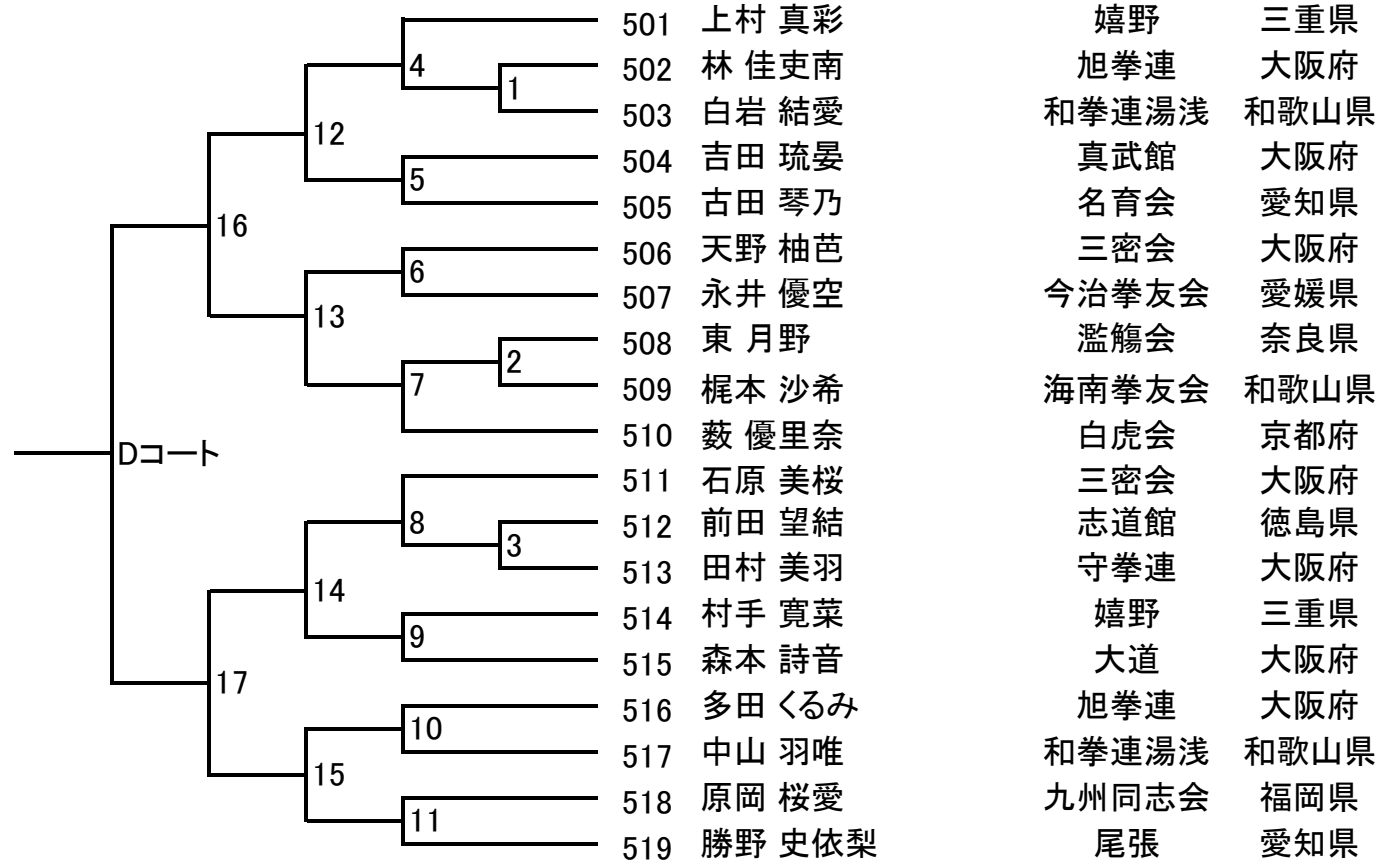 501 上村 真彩 嬉野 三重県
4
502 林 佳吏南 旭拳連 大阪府
1
503 白岩 結愛 和拳連湯浅 和歌山県
12
504 吉田 琉晏 真武館 大阪府
5
505 古田 琴乃 名育会 愛知県
16
506 天野 柚芭 三密会 大阪府
6
507 永井 優空 今治拳友会 愛媛県
13
508 東 月野 濫觴会 奈良県
2
7
509 梶本 沙希 海南拳友会 和歌山県
510 薮 優里奈 白虎会 京都府
Dコート
511 石原 美桜 三密会 大阪府
8
512 前田 望結 志道館 徳島県
3
513 田村 美羽 守拳連 大阪府
14
514 村手 寛菜 嬉野 三重県
9
515 森本 詩音 大道 大阪府
17
516 多田 くるみ 旭拳連 大阪府
10
517 中山 羽唯 和拳連湯浅 和歌山県
15
518 原岡 桜愛 九州同志会 福岡県
11
519 勝野 史依梨 尾張 愛知県